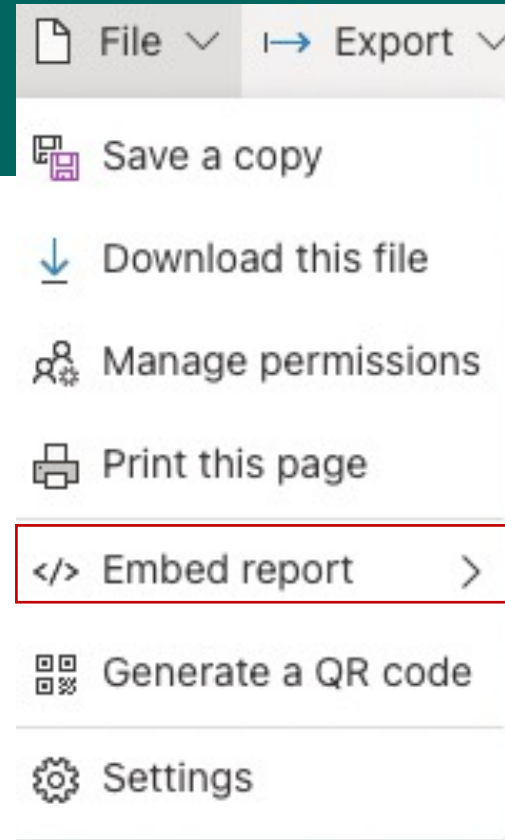 File Export
Save a copy
Download this file
Manage permissions
Print this page
</> Embed report
Generate a QR code
Settings